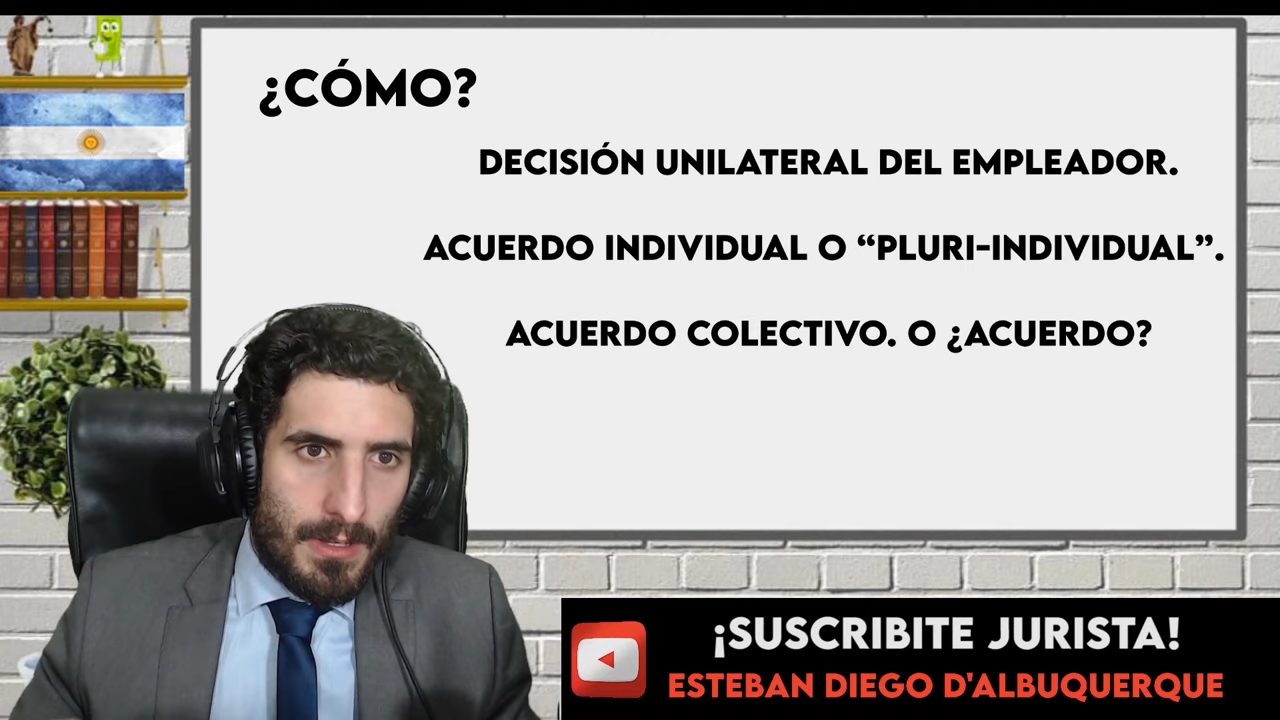 ¿CÓMO?
DECISIÓN UNILATERAL DEL EMPLEADOR.
ACUERDO INDIVIDUAL O “PLURI-INDIVIDUAL”.
ACUERDO COLECTIVO. O ¿ACUERDO?
¡SUSCRIBITE JURISTA!
ESTEBAN DIEGO D'ALBUQUERQUE